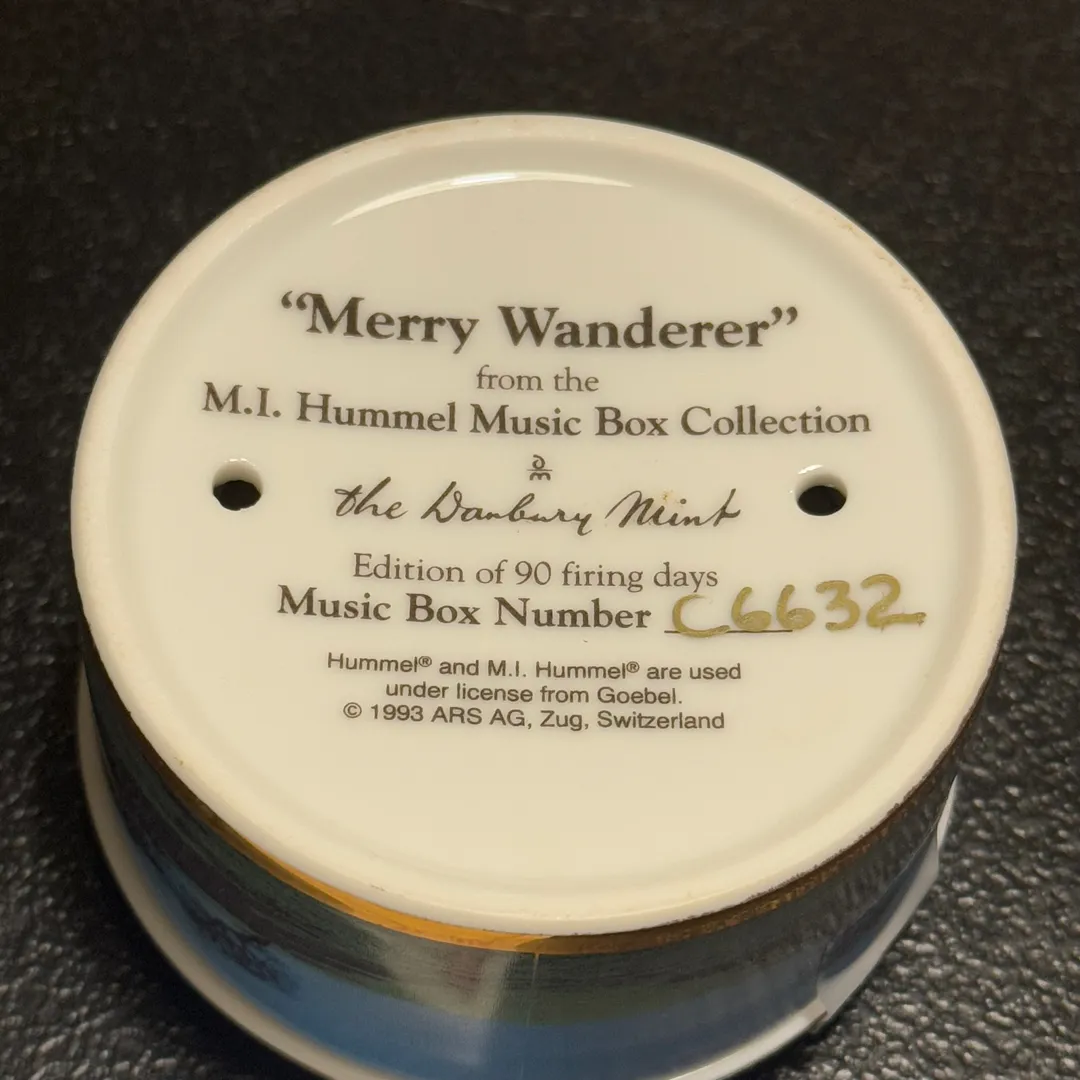 “Merry Wanderer”
from the
M.I. Hummel Music Box Collection
the Danbury Mint
Edition of 90 firing days
Music Box Number C6632
Hummel® and M.I. Hummel® are used
under license from Goebel.
© 1993 ARS AG, Zug, Switzerland